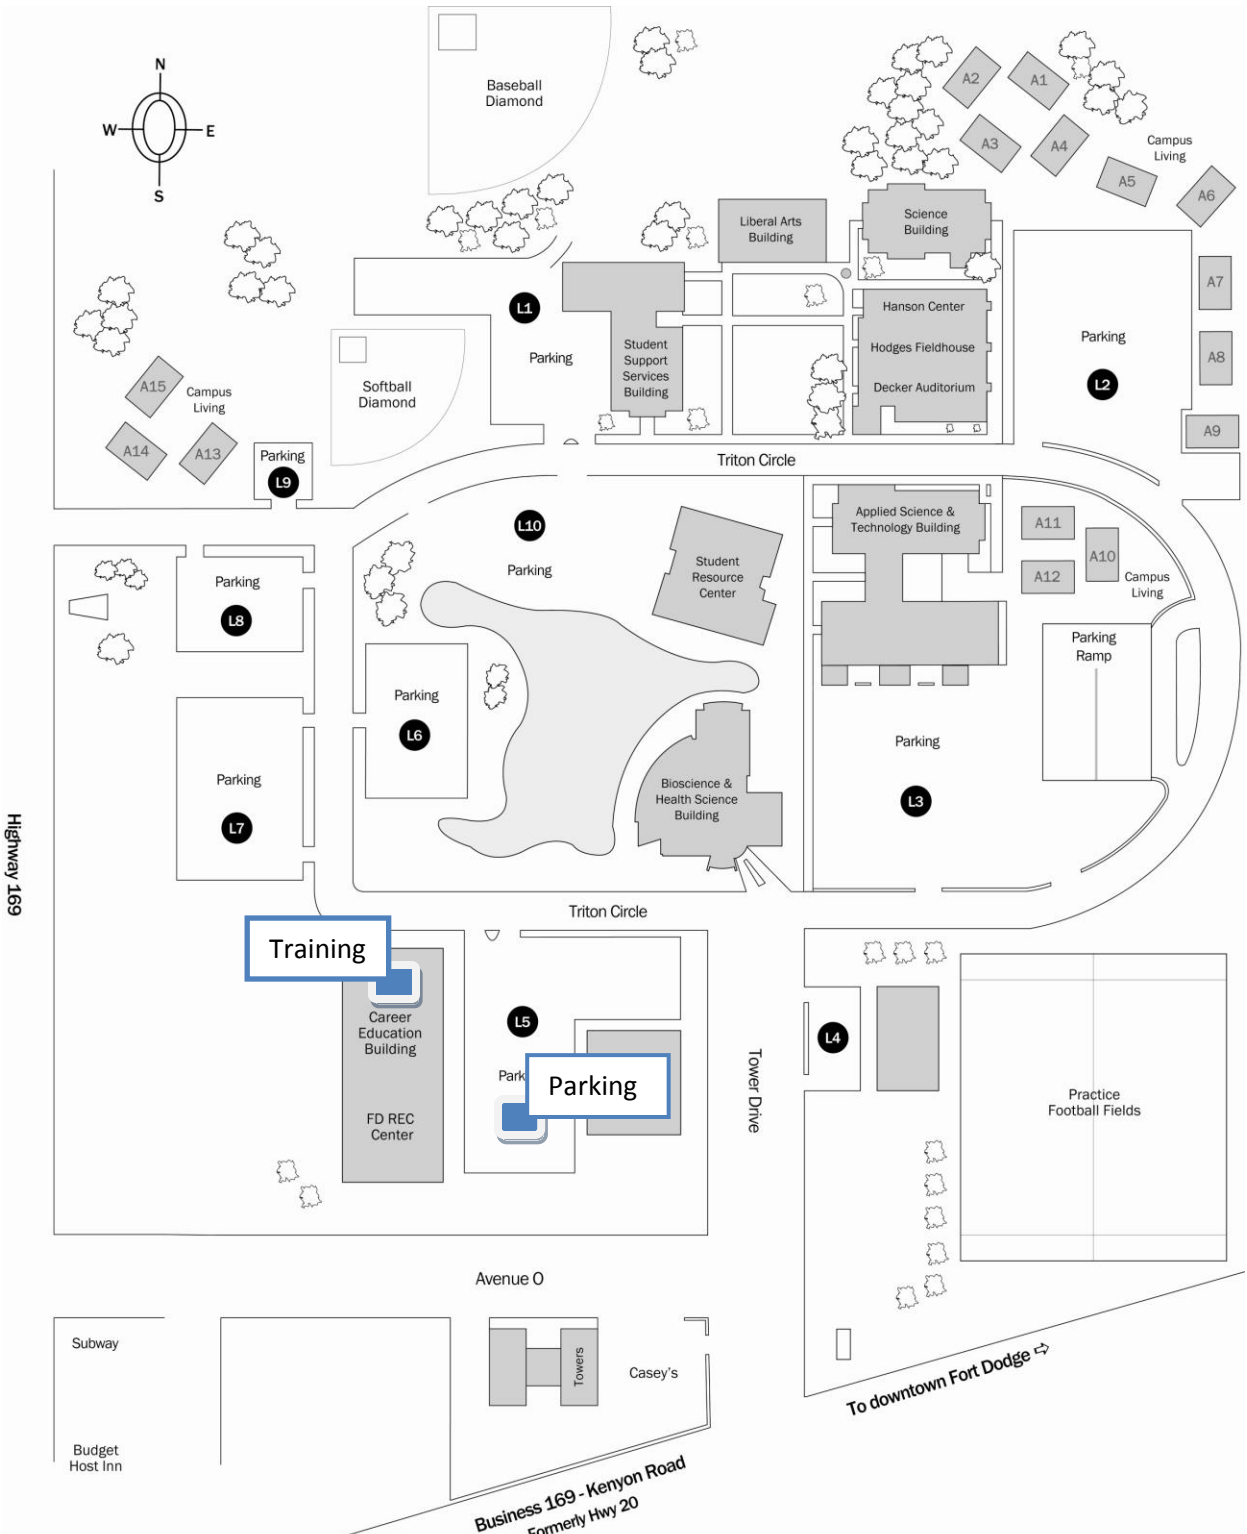 N
W
E
S
Baseball
Diamond
A2
A1
A3
A4
Campus
Living
A5
A6
Liberal Arts
Building
Science
Building
A7
L1
Hanson Center
Parking
Student
Support
Services
Building
Hodges Fieldhouse
Parking
A8
Softball
Diamond
Decker Auditorium
L2
A15
Campus
Living
A14
A13
Parking
L9
A9
Triton Circle
L10
Parking
Applied Science &
Technology Building
A11
A10
A12
Campus
Living
Student
Resource
Center
Parking
L8
Parking
Ramp
Parking
L6
Parking
L3
Parking
L7
Bioscience &
Health Science
Building
Highway 169
Triton Circle
Training
Career
Education
Building
L5
L4
Park
Parking
Tower Drive
FD REC
Center
Practice
Football Fields
Avenue O
Subway
Towers
Casey's
To downtown Fort Dodge ⇨
Budget
Host Inn
Business 169 - Kenyon Road
Formerly Hwy 20